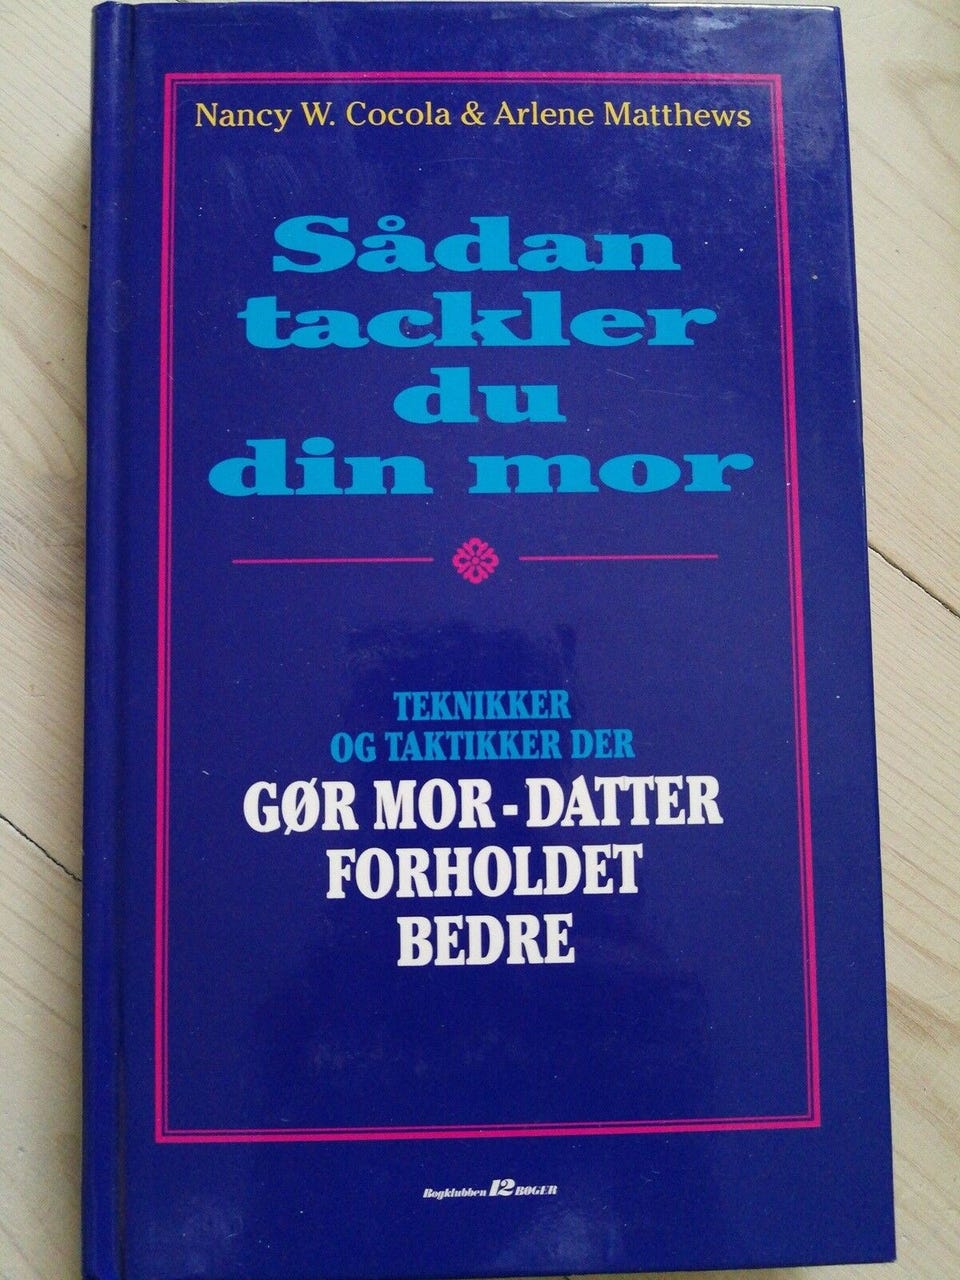 Nancy W. Cocola & Arlene Matthews
Sådan
tackler
du
din mor
TEKNIKKER
OG TAKTIKKER DER
GØR MOR-DATTER
FORHOLDET
BEDRE
Bogklubben 12 BØGER